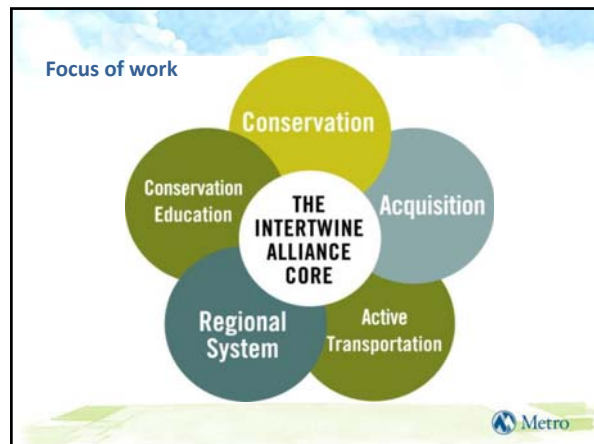 Focus of work
Conservation
Conservation
Education
THE
INTERTWINE
ALLIANCE
CORE
Acquisition
Regional
System
Active
Transportation
Metro